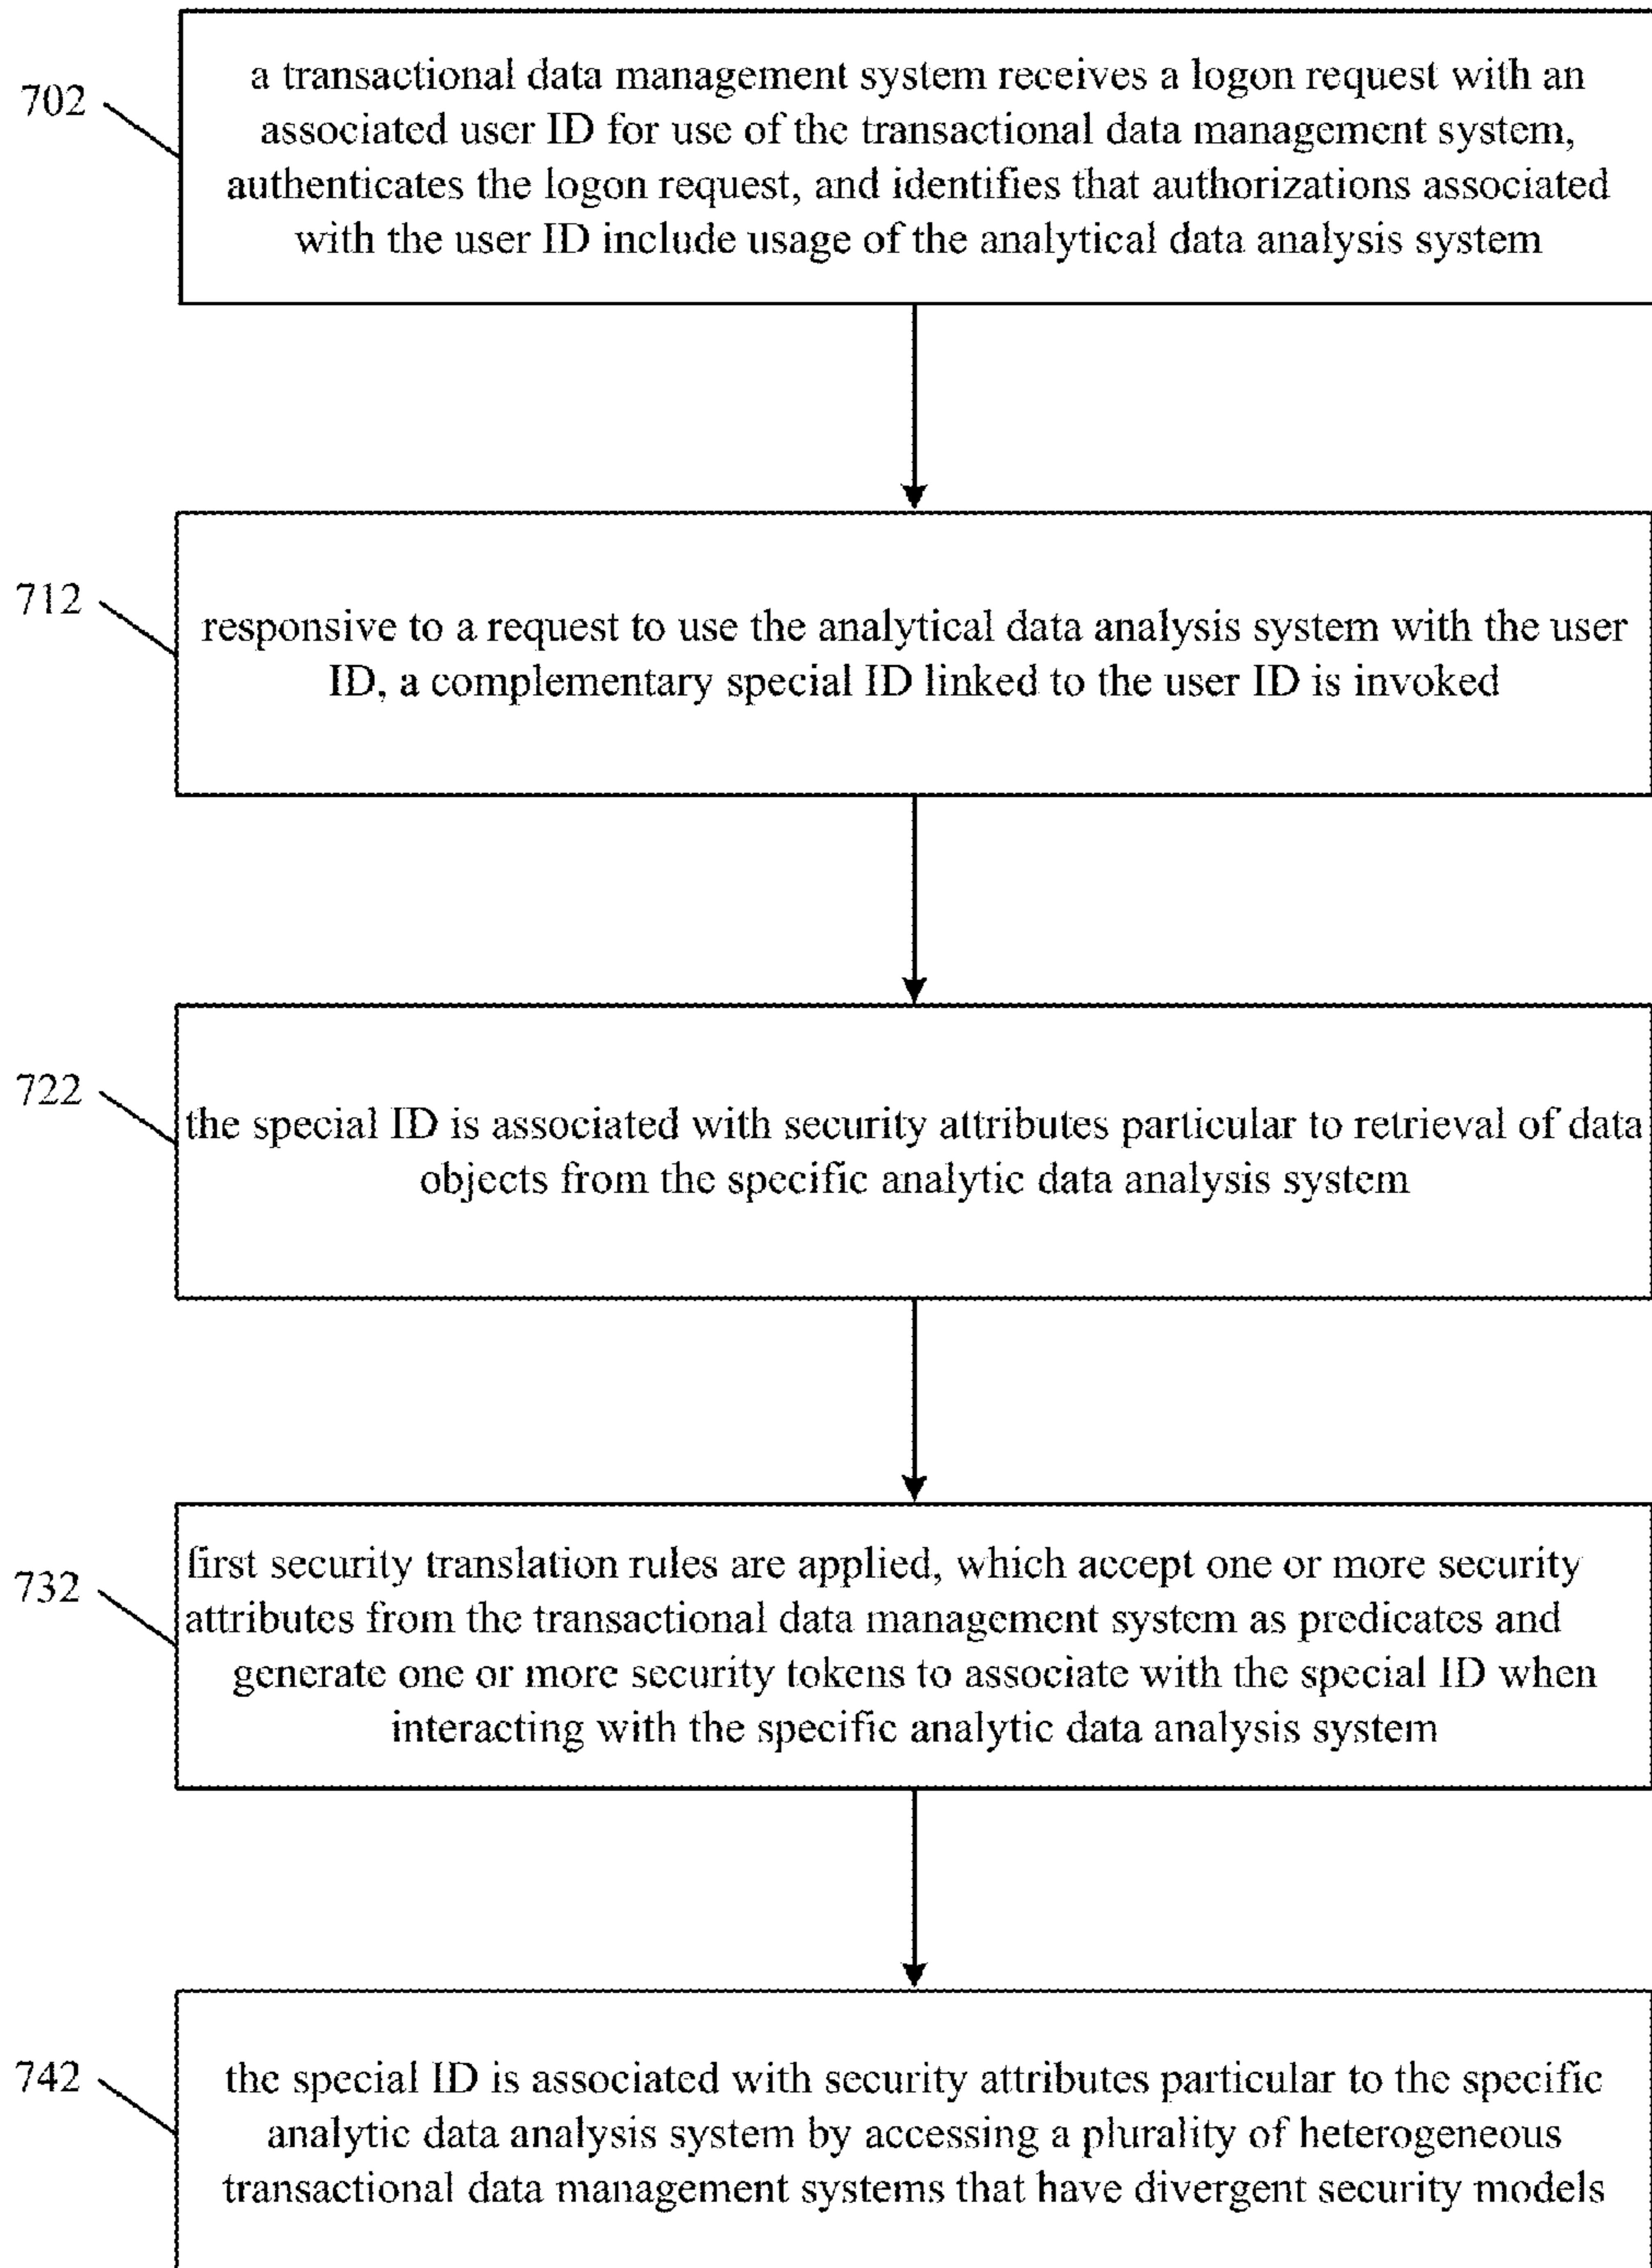 702
a transactional data management system receives a logon request with an
associated user ID for use of the transactional data management system,
authenticates the logon request, and identifies that authorizations associated
with the user ID include usage of the analytical data analysis system
712
responsive to a request to use the analytical data analysis system with the user
ID, a complementary special ID linked to the user ID is invoked
722
the special ID is associated with security attributes particular to retrieval of data
objects from the specific analytic data analysis system
732
first security translation rules are applied, which accept one or more security
attributes from the transactional data management system as predicates and
generate one or more security tokens to associate with the special ID when
interacting with the specific analytic data analysis system
742
the special ID is associated with security attributes particular to the specific
analytic data analysis system by accessing a plurality of heterogeneous
transactional data management systems that have divergent security models